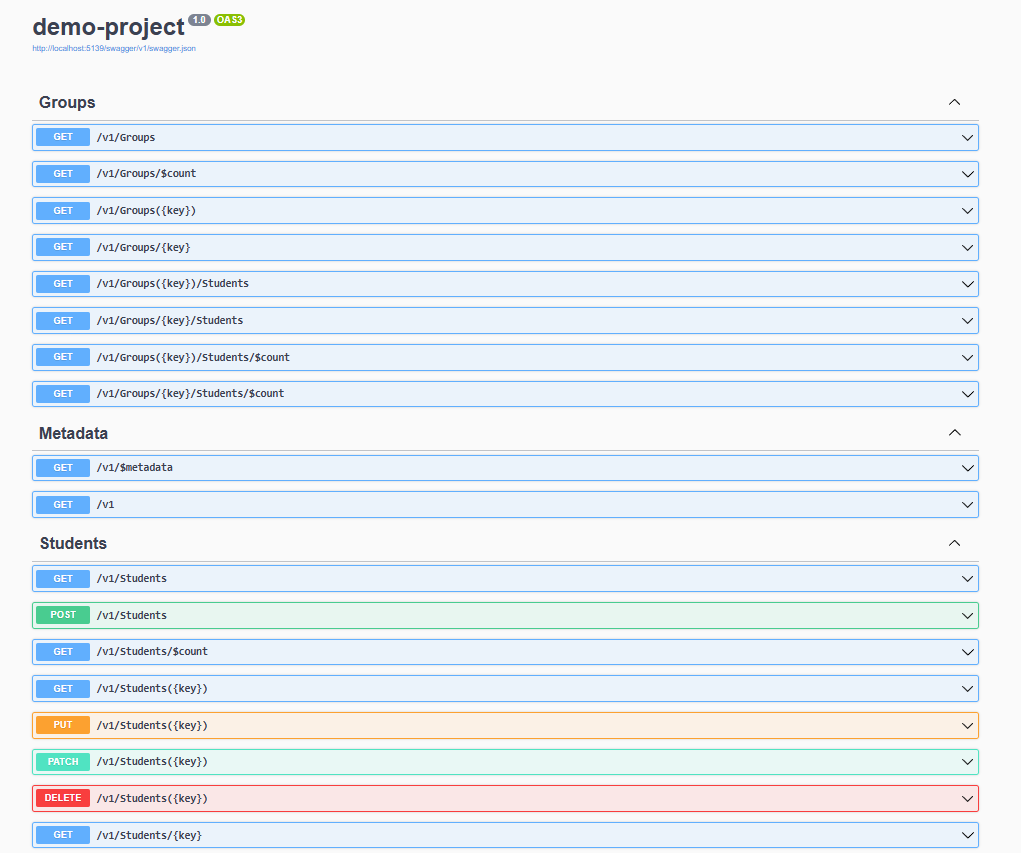 demo-project 1.0 OAS3
http://localhost:5139/swagger/v1/swagger.json
Groups
GET /v1/Groups
GET /v1/Groups/$count
GET /v1/Groups({key})
GET /v1/Groups/{key}
GET /v1/Groups({key})/Students
GET /v1/Groups/{key}/Students
GET /v1/Groups({key})/Students/$count
GET /v1/Groups/{key}/Students/$count
Metadata
GET /v1/$metadata
GET /v1
Students
GET /v1/Students
POST /v1/Students
GET /v1/Students/$count
GET /v1/Students({key})
PUT /v1/Students({key})
PATCH /v1/Students({key})
DELETE /v1/Students({key})
GET /v1/Students/{key}